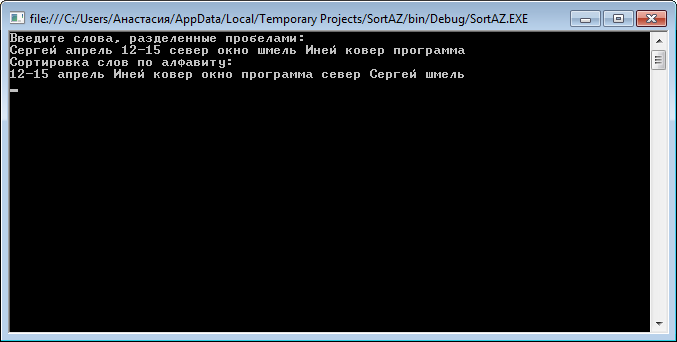 file:///C:/Users/Анастасия/AppData/Local/Temporary Projects/SortAZ/bin/Debug/SortAZ.EXE
Введите слова, разделенные пробелами:
Сергей апрель 12-15 север окно шмель Иней ковер программа
Сортировка слов по алфавиту:
12-15 апрель Иней ковер окно программа север Сергей шмель